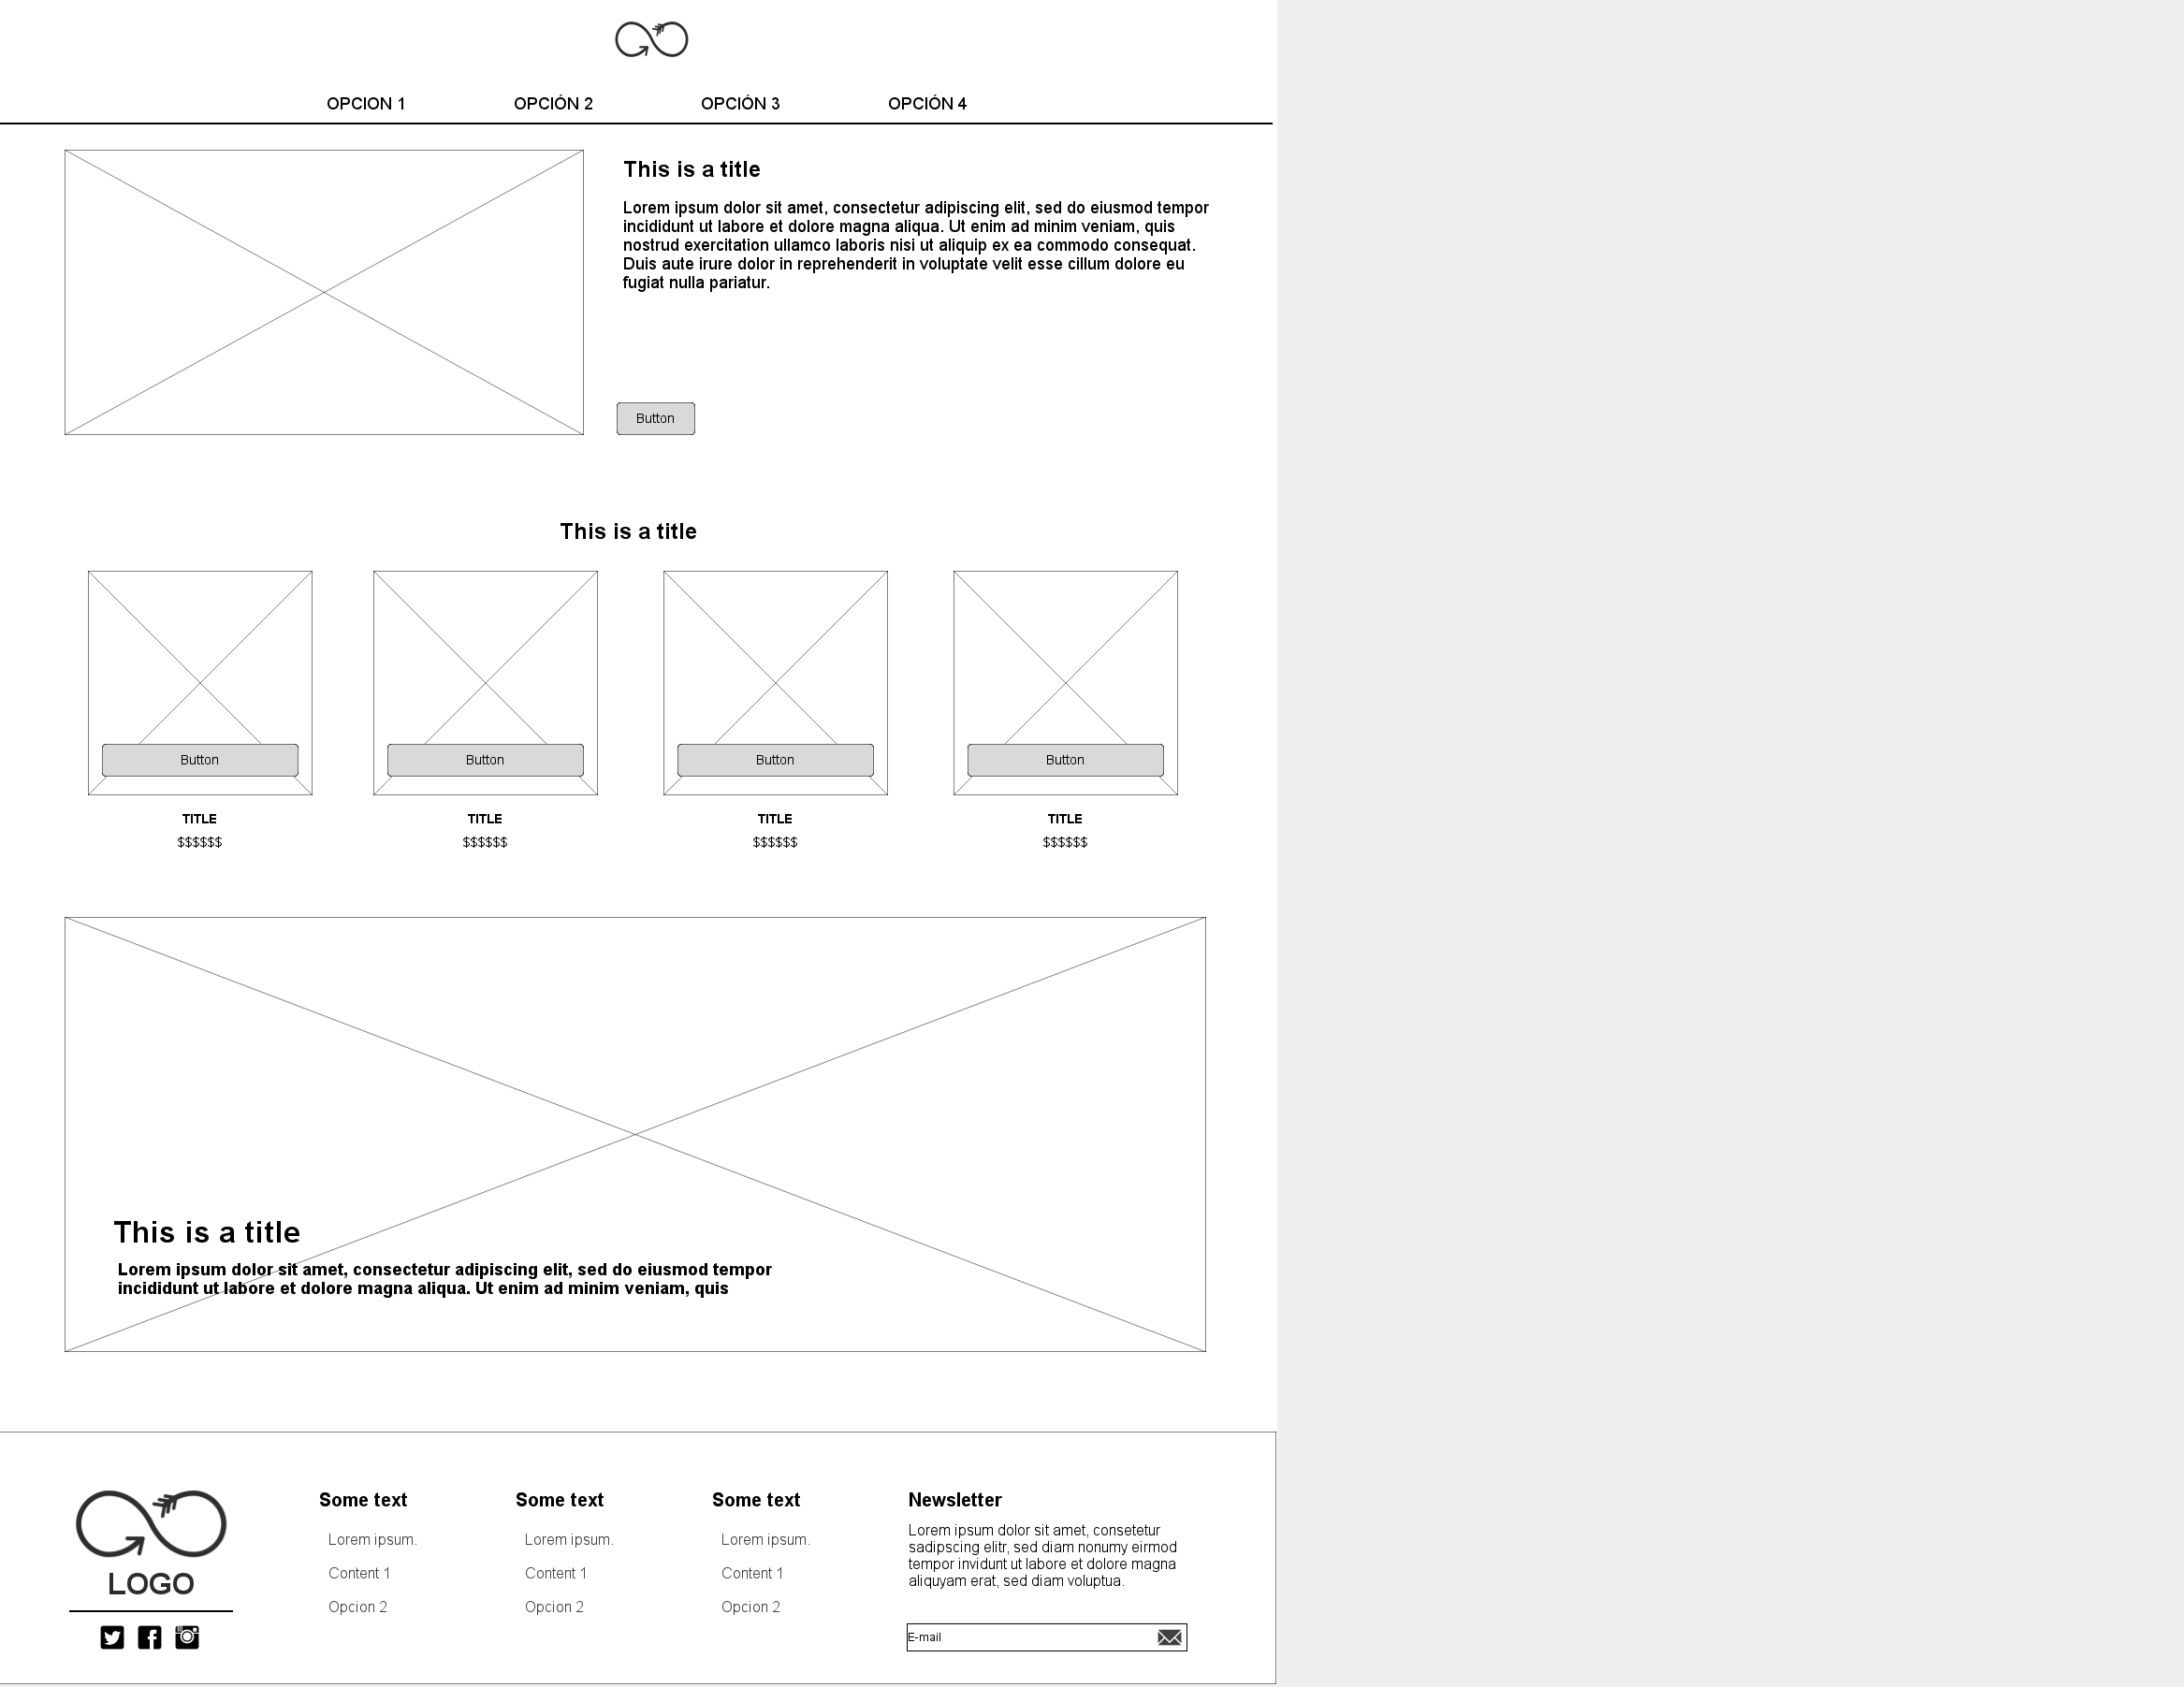 OPCION 1 OPCIÓN 2 OPCIÓN 3 OPCIÓN 4
This is a title
Lorem ipsum dolor sit amet, consectetur adipiscing elit, sed do eiusmod tempor
incididunt ut labore et dolore magna aliqua. Ut enim ad minim veniam, quis
nostrud exercitation ullamco laboris nisi ut aliquip ex ea commodo consequat.
Duis aute irure dolor in reprehenderit in voluptate velit esse cillum dolore eu
fugiat nulla pariatur.
Button
This is a title
Button Button Button Button
TITLE TITLE TITLE TITLE
$$$$$$ $$$$$$ $$$$$$ $$$$$$
This is a title
Lorem ipsum dolor sit amet, consectetur adipiscing elit, sed do eiusmod tempor
incididunt ut labore et dolore magna aliqua. Ut enim ad minim veniam, quis
LOGO
Some text
Lorem ipsum.
Content 1
Opcion 2
Some text
Lorem ipsum.
Content 1
Opcion 2
Some text
Lorem ipsum.
Content 1
Opcion 2
Newsletter
Lorem ipsum dolor sit amet, consetetur
sadipscing elitr, sed diam nonumy eirmod
tempor invidunt ut labore et dolore magna
aliquyam erat, sed diam voluptua.
E-mail